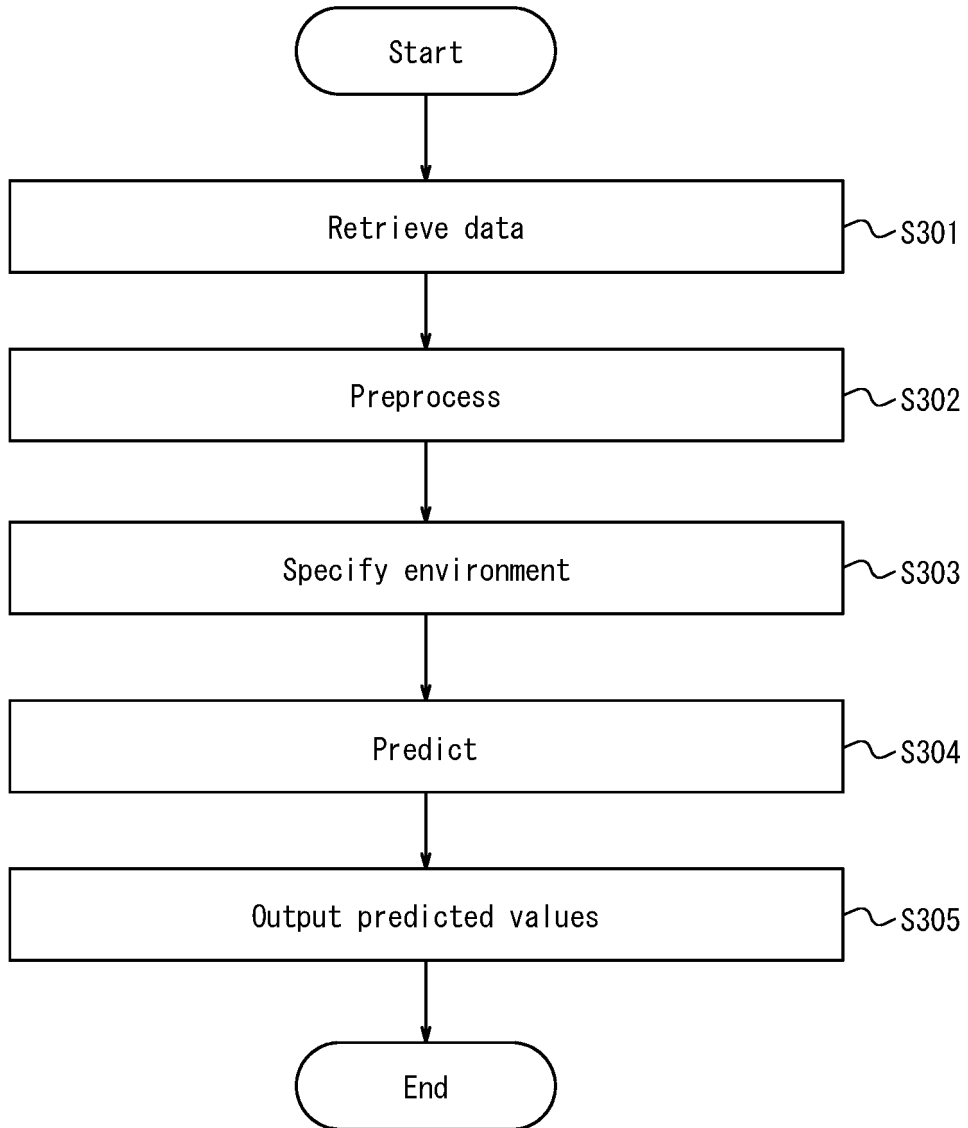 Start
Retrieve data
S301
Preprocess
S302
Specify environment
S303
Predict
S304
Output predicted values
S305
End